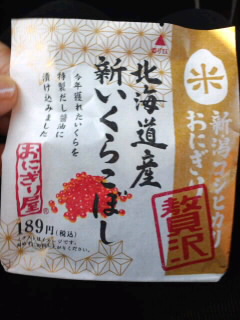 米
新潟コシヒカリ
おにぎり
贅沢
北海道産
新いくらこぼし
今年獲れたいくらを
特製だし醤油に
漬け込みました
おにぎり屋
189円(税込)